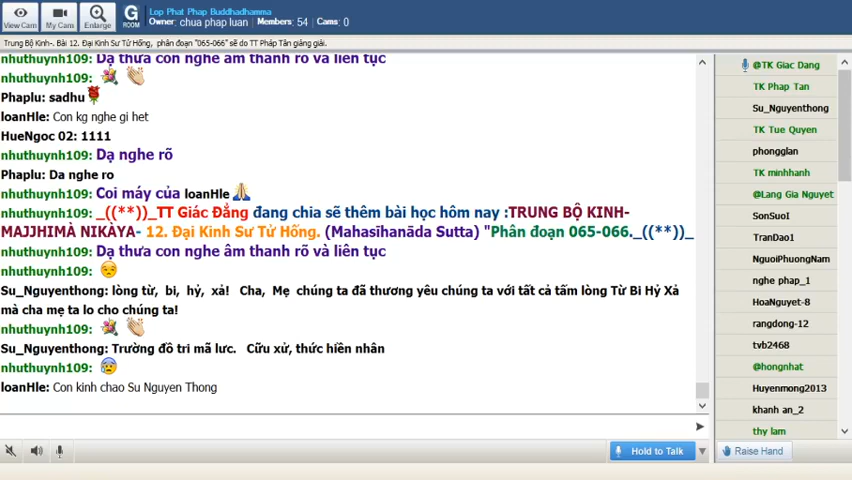 View Cam
My Cam
Enlarge
G ROOM
Lop Phat Phap Buddhadhamma
Owner: chua phap luan Members: 54 Cams: 0
Trung Bộ Kinh-. Bài 12. Đại Kinh Sư Tử Hống, phân đoạn "065-066" sẽ do TT Pháp Tân giảng giải.
nhuthuynh109: Dạ thưa con nghe âm thanh rõ và liên tục
nhuthuynh109:
Phaplu: sadhu
loanHle: Con kg nghe gi het
HueNgoc 02: 1111
nhuthuynh109: Dạ nghe rõ
Phaplu: Da nghe ro
nhuthuynh109: Coi máy của loanHle
nhuthuynh109: _((**))_TT Giác Đẳng đang chia sẽ thêm bài học hôm nay :TRUNG BỘ KINH-
MAJJHIMA NIKÀYA- 12. Đại Kinh Sư Tử Hống. (Mahasīhanāda Sutta) "Phân đoạn 065-066._((**))_
nhuthuynh109: Dạ thưa con nghe âm thanh rõ và liên tục
nhuthuynh109:
Su_Nguyenthong: lòng từ, bi, hỷ, xả! Cha, Mẹ chúng ta đã thương yêu chúng ta với tất cả tấm lòng Từ Bi Hỷ Xả
mà cha mẹ ta lo cho chúng ta!
nhuthuynh109:
Su_Nguyenthong: Trường đồ tri mã lưc. Cữu xử, thức hiền nhân
nhuthuynh109:
loanHle: Con kinh chao Su Nguyen Thong
Hold to Talk
Raise Hand
@TK Giac Dang
TK Phap Tan
Su_Nguyenthong
TK Tue Quyen
phongglan
TK minhhanh
@Lang Gia Nguyet
SonSuoI
TranDao1
NguoiPhuongNam
nghe phap_1
HoaNguyet-8
rangdong-12
tvb2468
@hongnhat
Huyenmong2013
khanh an_2
thy lam